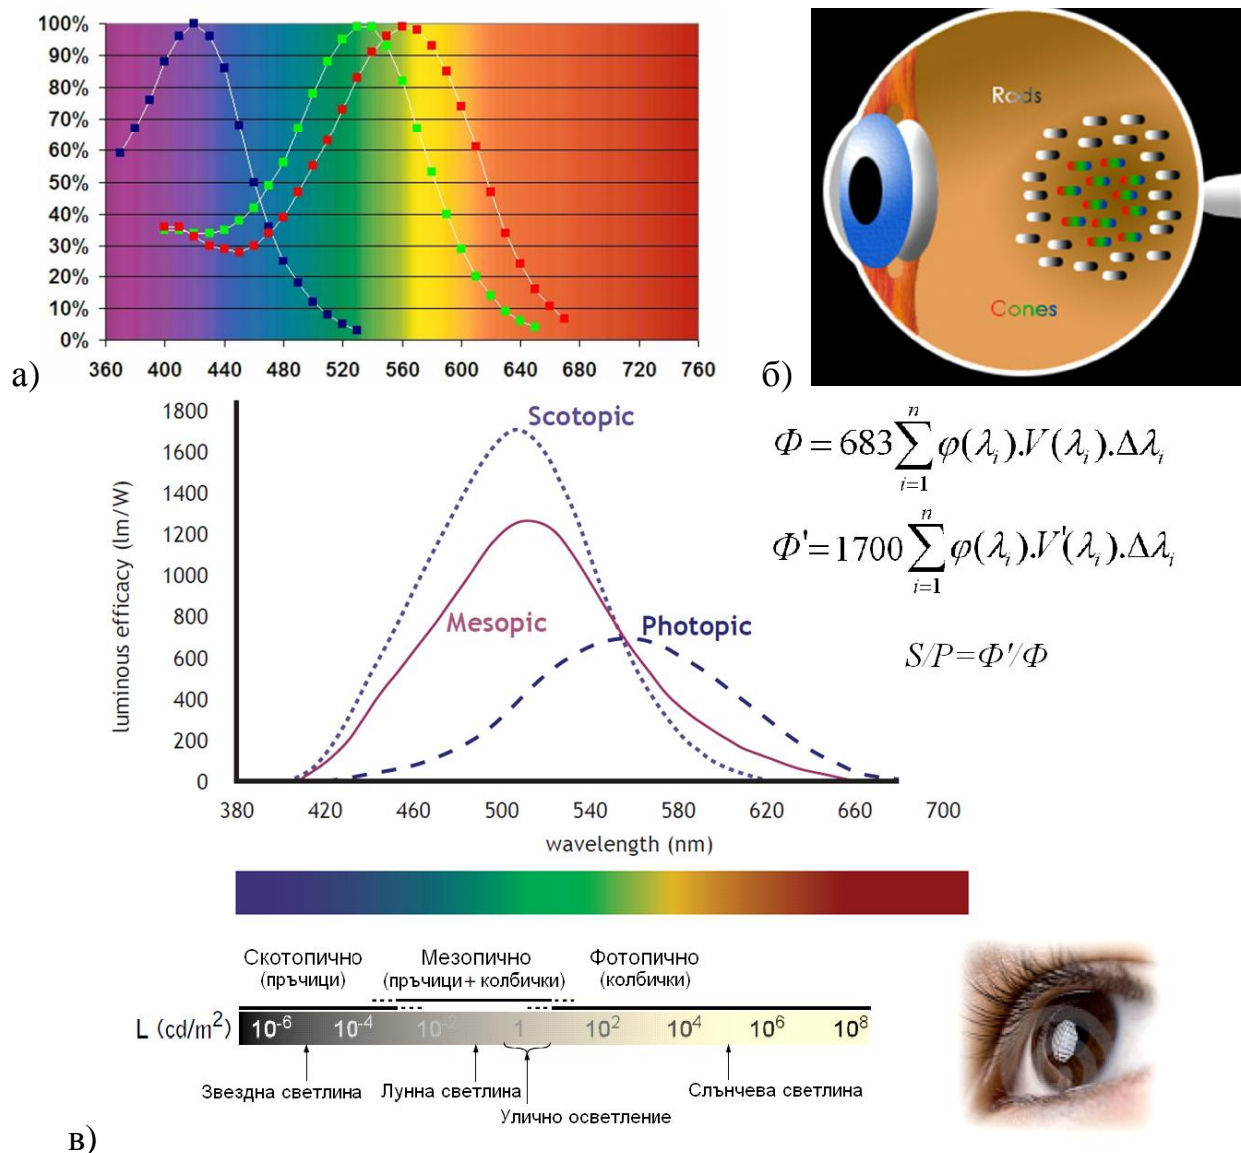 100%
90%
80%
70%
60%
50%
40%
30%
20%
10%
0%
360 400 440 480 520 560 600 640 680 720 760
а)
Rods
Cones
б)
luminous efficacy (lm/W)
1800
1600
1400
1200
1000
800
600
400
200
0
Scotopic
Mesopic
Photopic
380 420 460 500 540 580 620 660 700
wavelength (nm)
Φ = 683 ∑ φ(λi).V(λi).Δλi
n
i=1
Φ'=1700 ∑ φ(λi).V'(λi).Δλi
n
i=1
S/P=Φ'/Φ
Скотопично Мезопично Фотопично
(пръчици) (пръчици + колбички) (колбички)
L (cd/m²) 10⁻⁶ 10⁻⁴ 10⁻² 1 10² 10⁴ 10⁶ 10⁸
Звездна светлина Лунна светлина Слънчева светлина
Улично осветление
в)